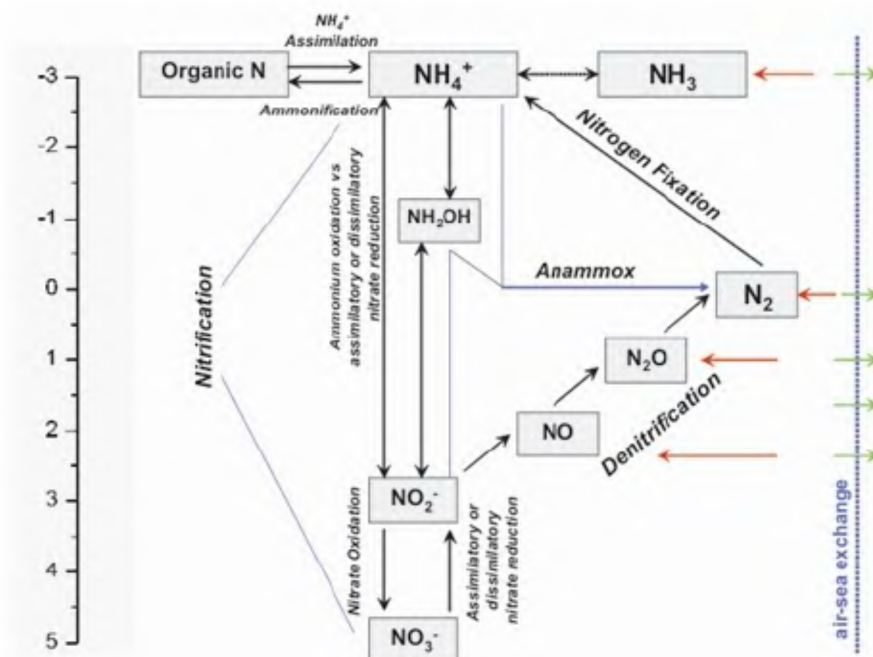 NH₄⁺
Assimilation
Organic N
NH₄⁺
NH₃
Ammonification
-3
-2
-1
0
1
2
3
4
5
Nitrification
Ammonium oxidation vs
assimilatory or dissimilatory
nitrate reduction
NH₂OH
Nitrogen Fixation
Anammox
N₂
N₂O
NO
Denitrification
NO₂⁻
Nitrate Oxidation
Assimilatory or
dissimilatory
nitrate reduction
NO₃⁻
air-sea exchange